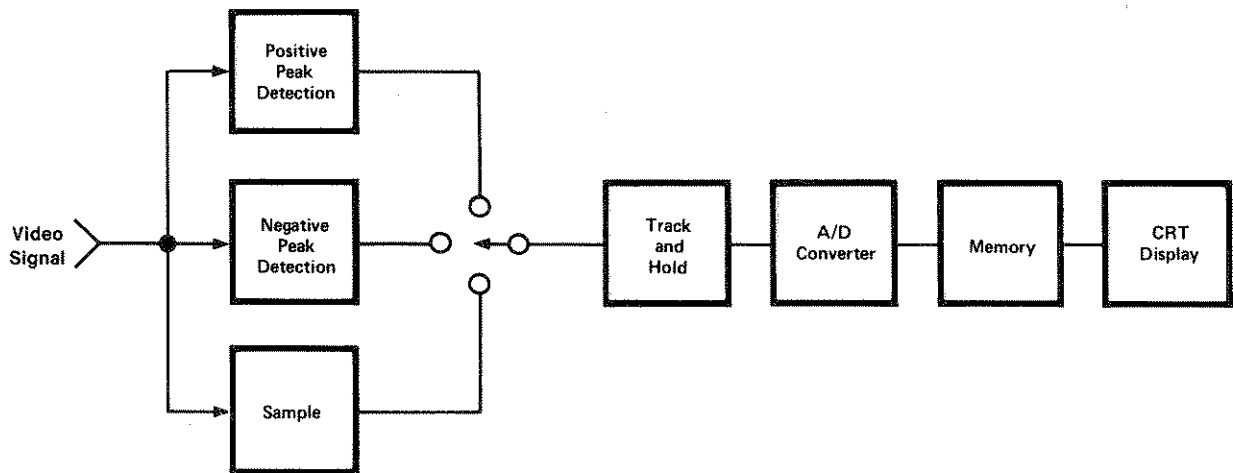 Positive
Peak
Detection
Video
Signal
Negative
Peak
Detection
Track
and
Hold
A/D
Converter
Memory
CRT
Display
Sample